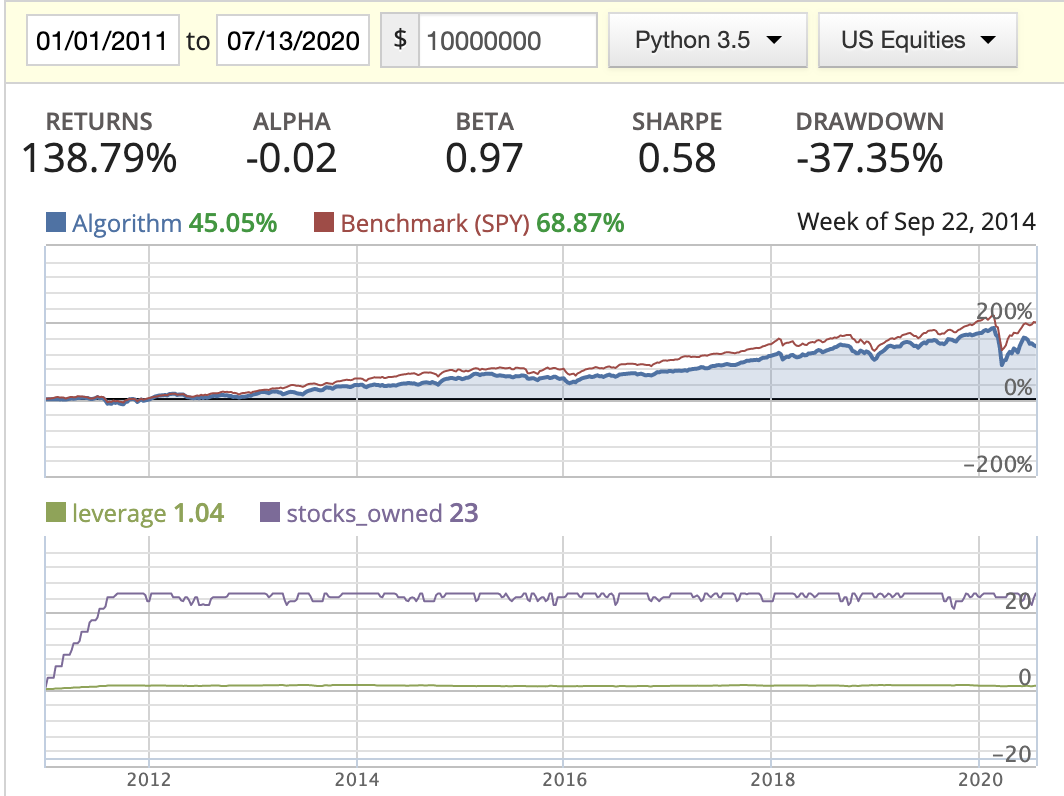 01/01/2011 to 07/13/2020 $ 10000000 Python 3.5 US Equities
RETURNS ALPHA BETA SHARPE DRAWDOWN
138.79% -0.02 0.97 0.58 -37.35%
Algorithm 45.05% Benchmark (SPY) 68.87% Week of Sep 22, 2014
200%
0%
−200%
leverage 1.04 stocks_owned 23
20
0
−20
2012 2014 2016 2018 2020